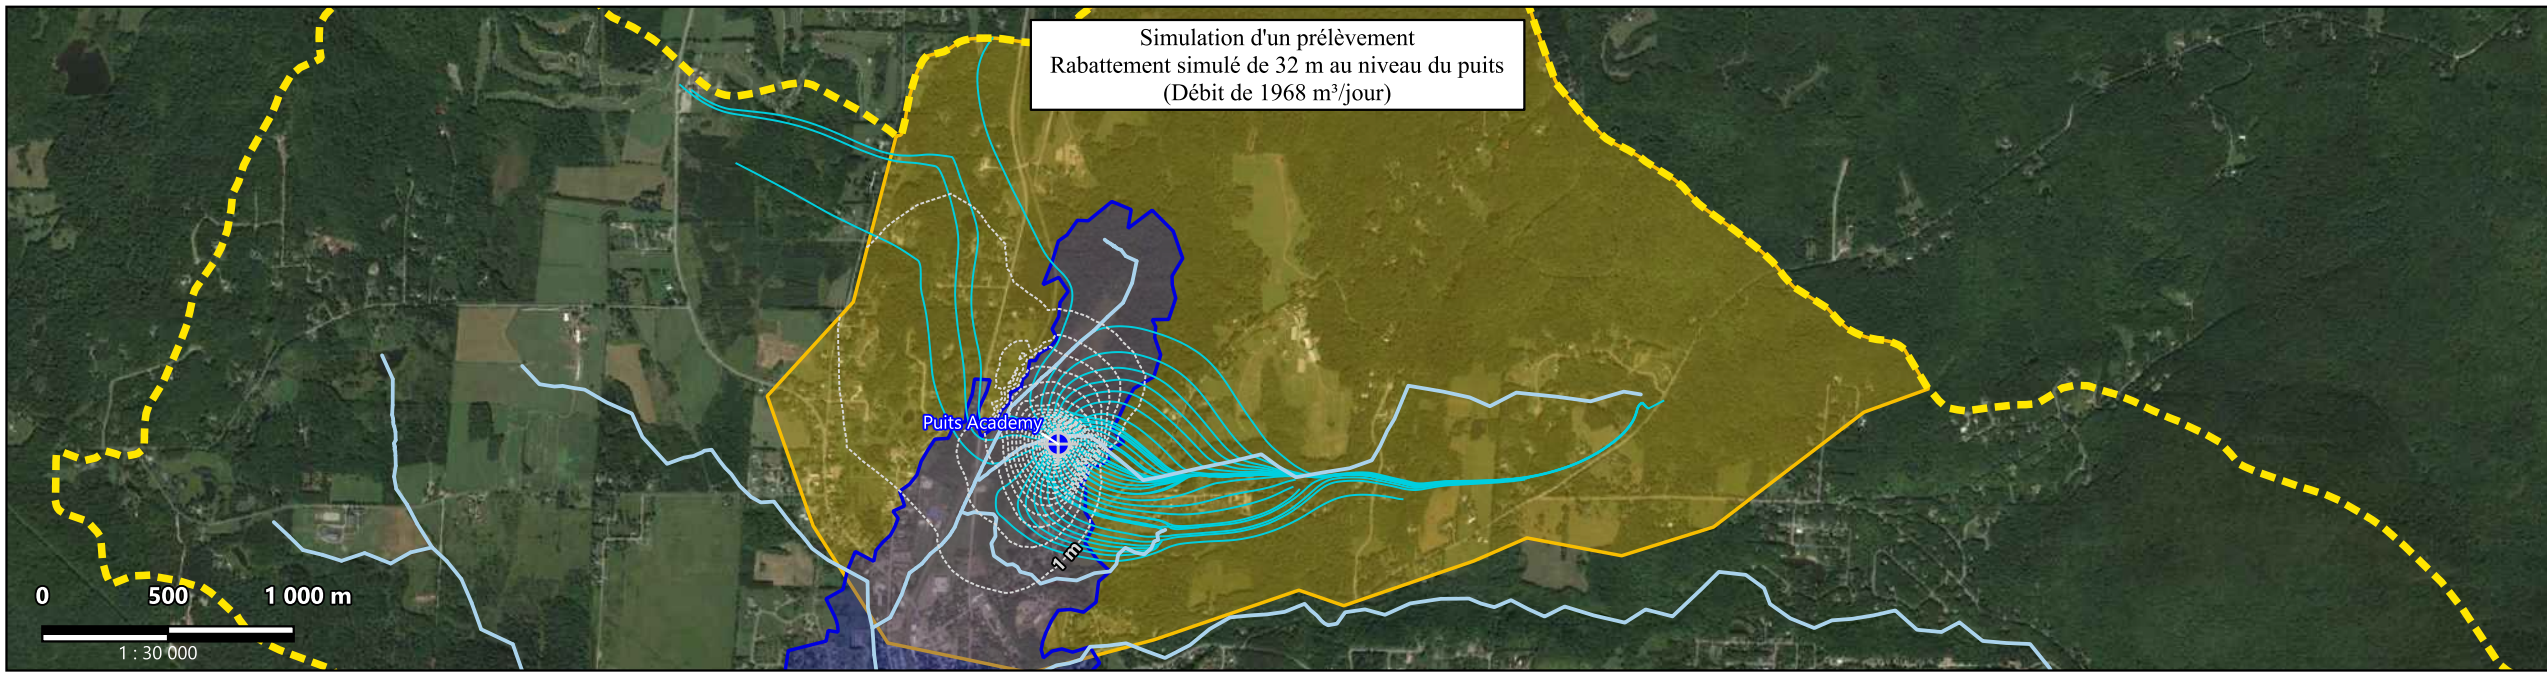 Simulation d'un prélèvement
Rabattement simulé de 32 m au niveau du puits
(Débit de 1968 m³/jour)
Puits Academy
1 m
0 500 1 000 m
1 : 30 000